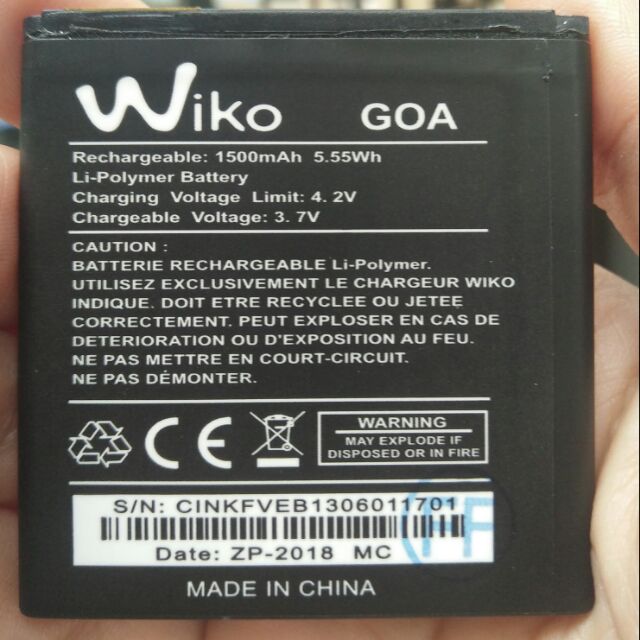 Wiko GOA
Rechargeable: 1500mAh 5.55Wh
Li-Polymer Battery
Charging Voltage Limit: 4. 2V
Chargeable Voltage: 3. 7V
CAUTION :
BATTERIE RECHARGEABLE Li-Polymer.
UTILISEZ EXCLUSIVEMENT LE CHARGEUR WIKO
INDIQUE. DOIT ETRE RECYCLEE OU JETEE
CORRECTEMENT. PEUT EXPLOSER EN CAS DE
DETERIORATION OU D'EXPOSITION AU FEU.
NE PAS METTRE EN COURT-CIRCUIT.
NE PAS DÉMONTER.
CE
WARNING
MAY EXPLODE IF
DISPOSED OR IN FIRE
S/N: CINKFVEB1306011701
Date: ZP-2018 MC
MADE IN CHINA